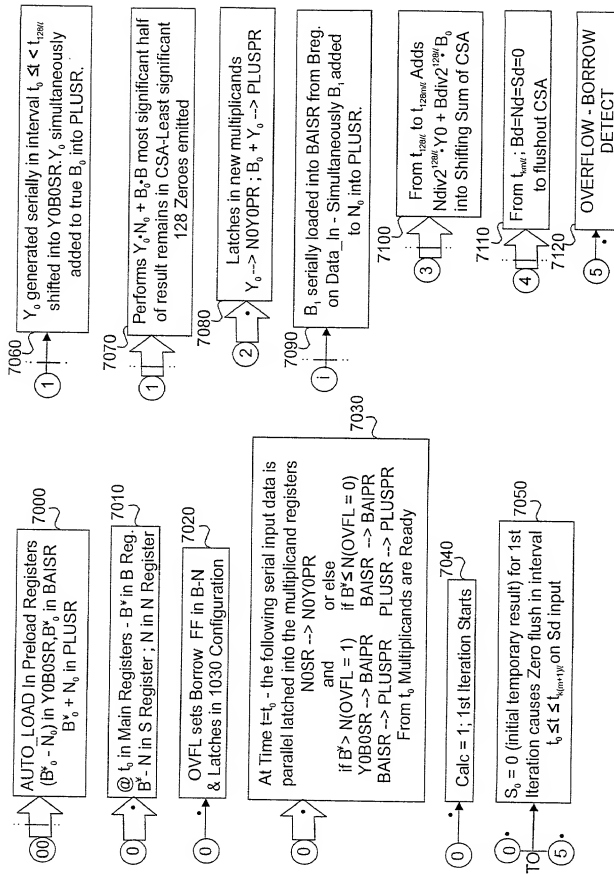 00
7000
AUTO_LOAD In Preload Registers
(B¥0 - N0) in Y0B0SR,B¥0 in BAISR
B¥0 + N0 in PLUSR
0
7010
@ t0 in Main Registers - B¥ in B Reg,
B¥- N in S Register ; N in N Register
0
7020
OVFL sets Borrow FF in B-N
& Latches in 1030 Configuration
0
7030
At Time t=t0 - the following serial input data is
parallel latched into the multiplicand registers
N0SR --> N0Y0PR
and or else
if B¥> N(OVFL = 1) if B¥≤ N(OVFL = 0)
Y0B0SR --> BAIPR BAISR --> BAIPR
BAISR --> PLUSPR PLUSR --> PLUSPR
From t0 Multiplicands are Ready
0
7040
Calc = 1; 1st Iteration Starts
0
TO
5
7050
S0 = 0 (initial temporary result) for 1st
Iteration causes Zero flush in interval
t0 ≤t ≤ tk(m+1)/ℓ on Sd input
1
7060
Y0 generated serially in interval t0 ≤t < t128/ℓ
shifted into Y0B0SR.Y0 simultaneously
added to true B0 into PLUSR.
1
7070
Performs Y0•N0 + B0•B most significant half
of result remains in CSA-Least significant
128 Zeroes emitted.
2
7080
Latches in new multiplicands
Y0 --> N0Y0PR ; B0 + Y0 --> PLUSPR
i
7090
B1 serially loaded into BAISR from Breg.
on Data_In - Simultaneously B1 added
to N0 into PLUSR.
3
7100
From t128/ℓ to t128m/ℓ Adds
Ndiv2128/ℓ• Y0 + Bdiv2128/ℓ• B0
into Shifting Sum of CSA
4
7110
From tkm/ℓ ; Bd=Nd=Sd=0
to flushout CSA
5
7120
OVERFLOW - BORROW
DETECT